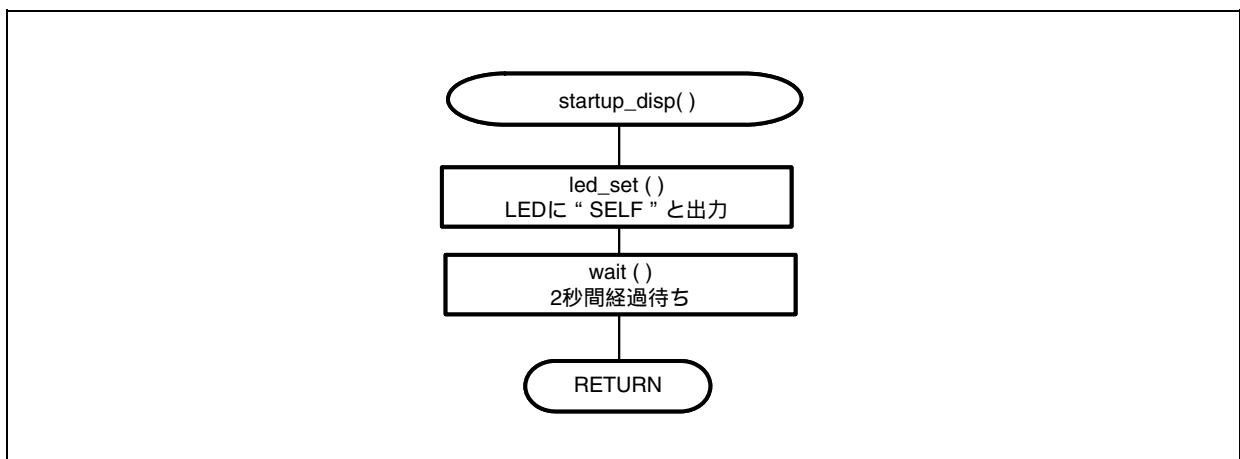 startup_disp( )
led_set ( )
LEDに “ SELF ” と出力
wait ( )
2秒間経過待ち
RETURN